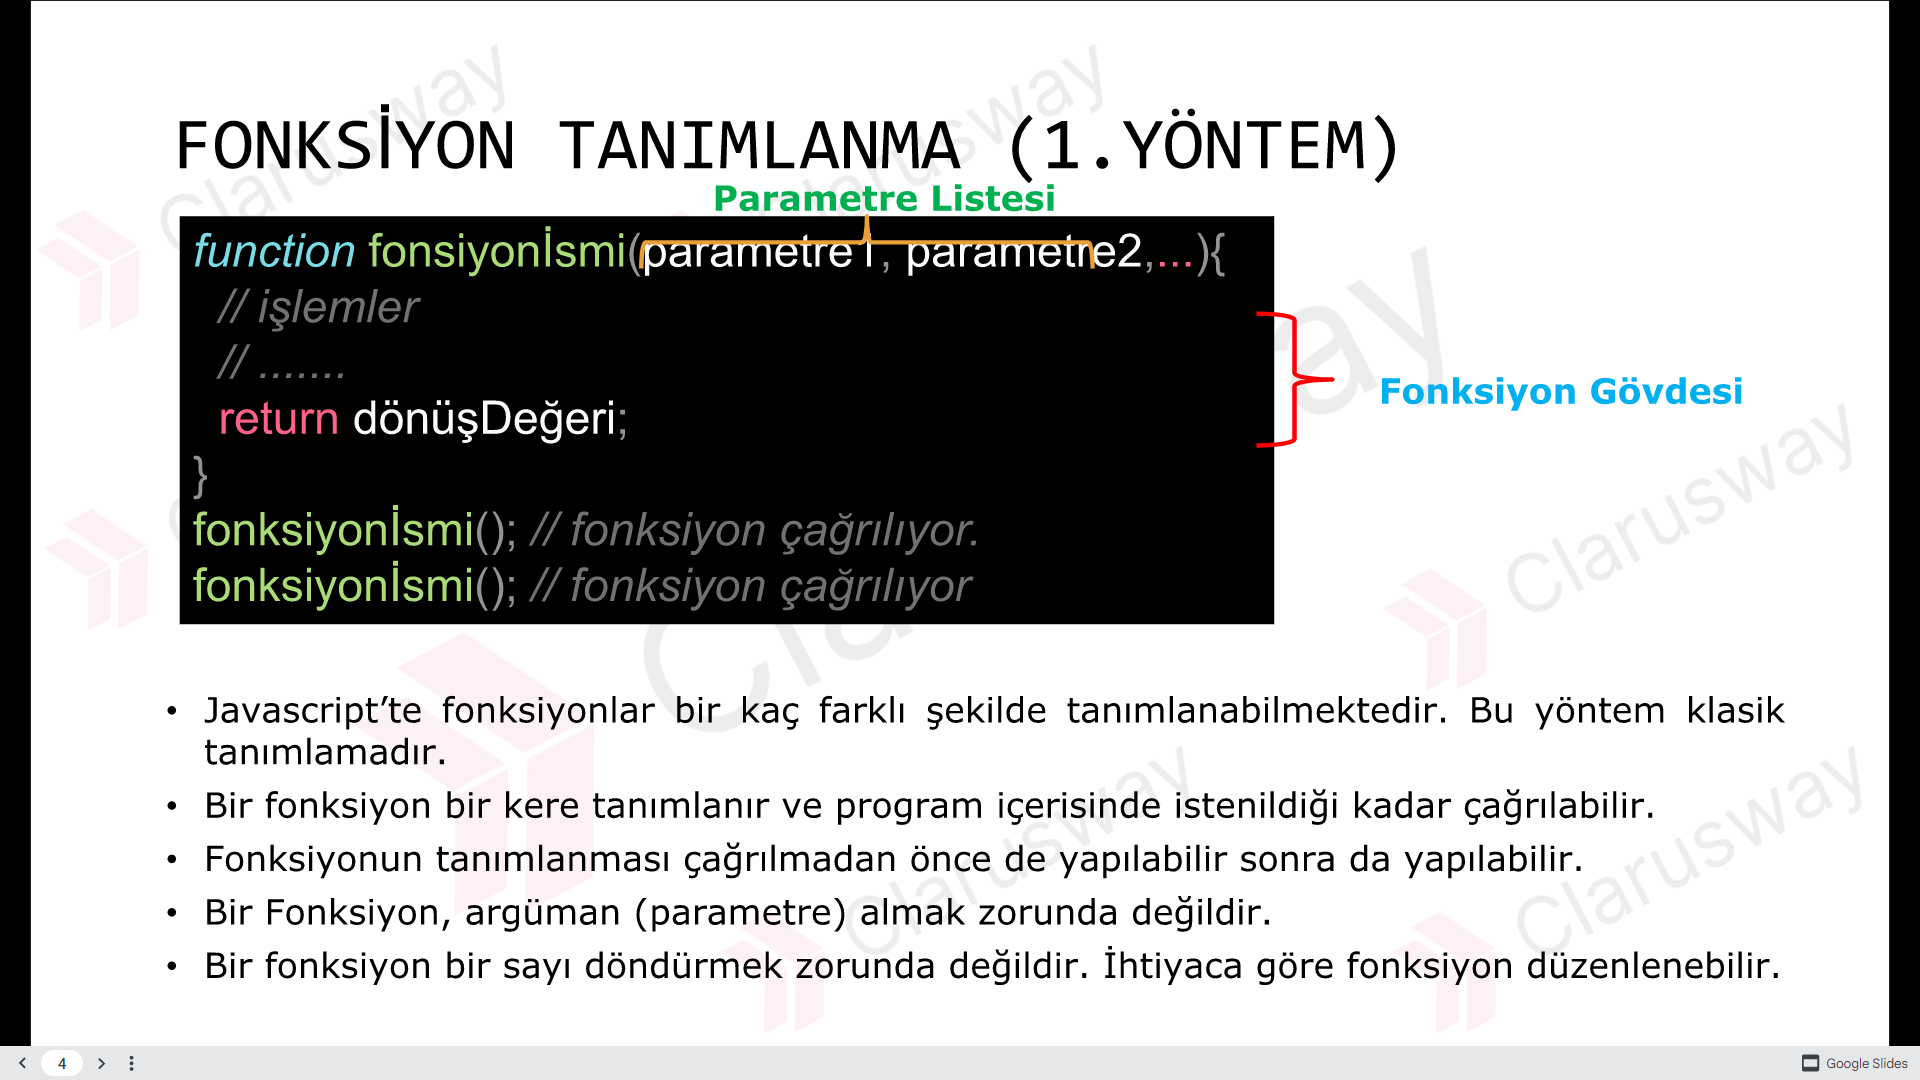 FONKSİYON TANIMLANMA (1.YÖNTEM)
Parametre Listesi
function fonsiyonİsmi(parametre1, parametre2,...){
// işlemler
// .......
return dönüşDeğeri;
}
fonksiyonİsmi(); // fonksiyon çağrılıyor.
fonksiyonİsmi(); // fonksiyon çağrılıyor
Fonksiyon Gövdesi
• Javascript’te fonksiyonlar bir kaç farklı şekilde tanımlanabilmektedir. Bu yöntem klasik
tanımlamadır.
• Bir fonksiyon bir kere tanımlanır ve program içerisinde istenildiği kadar çağrılabilir.
• Fonksiyonun tanımlanması çağrılmadan önce de yapılabilir sonra da yapılabilir.
• Bir Fonksiyon, argüman (parametre) almak zorunda değildir.
• Bir fonksiyon bir sayı döndürmek zorunda değildir. İhtiyaca göre fonksiyon düzenlenebilir.
Clarusway
Clarusway
Clarusway
Clarusway
Clarusway
4
Google Slides